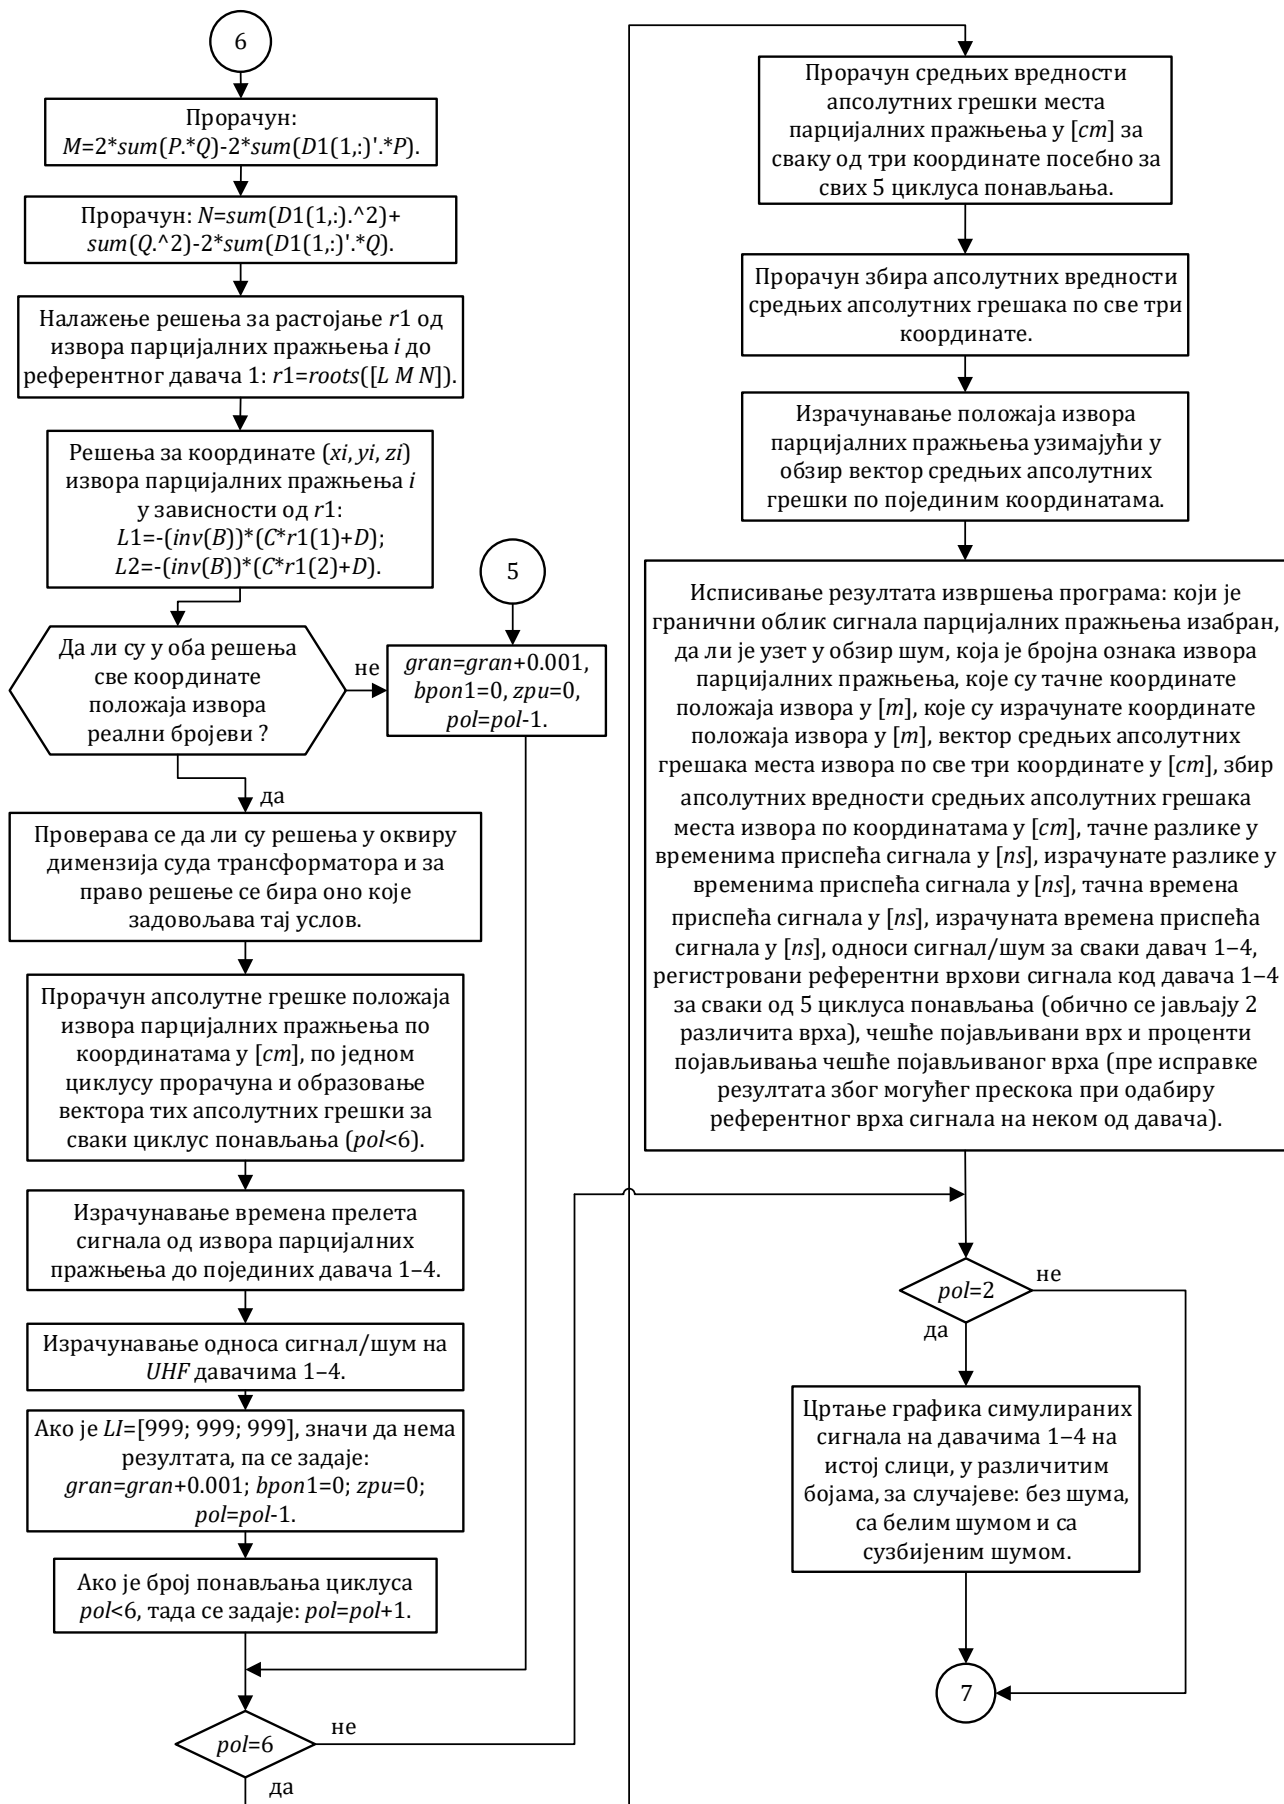 6
Прорачун:
M=2*sum(P.*Q)-2*sum(D1(1,:)'.*P).
Прорачун: N=sum(D1(1,:).^2)+
sum(Q.^2)-2*sum(D1(1,:)'.*Q).
Налажење решења за растојање r1 од
извора парцијалних пражњења i до
референтног давача 1: r1=roots([L M N]).
Решења за координате (xi, yi, zi)
извора парцијалних пражњења i
у зависности од r1:
L1=-(inv(B))*(C*r1(1)+D);
L2=-(inv(B))*(C*r1(2)+D).
5
Да ли су у оба решења
све координате
положаја извора
реални бројеви ?
не
gran=gran+0.001,
bpon1=0, zpu=0,
pol=pol-1.
да
Проверава се да ли су решења у оквиру
димензија суда трансформатора и за
право решење се бира оно које
задовољава тај услов.
Прорачун апсолутне грешке положаја
извора парцијалних пражњења по
координатама у [cm], по једном
циклусу прорачуна и образовање
вектора тих апсолутних грешки за
сваки циклус понављања (pol<6).
Израчунавање времена прелета
сигнала од извора парцијалних
пражњења до појединих давача 1–4.
Израчунавање односа сигнал/шум на
UHF давачима 1–4.
Ако је LI=[999; 999; 999], значи да нема
резултата, па се задаје:
gran=gran+0.001; bpon1=0; zpu=0;
pol=pol-1.
Ако је број понављања циклуса
pol<6, тада се задаје: pol=pol+1.
pol=6
не
да
Прорачун средњих вредности
апсолутних грешки места
парцијалних пражњења у [cm] за
сваку од три координате посебно за
свих 5 циклуса понављања.
Прорачун збира апсолутних вредности
средњих апсолутних грешака по све три
координате.
Израчунавање положаја извора
парцијалних пражњења узимајући у
обзир вектор средњих апсолутних
грешки по појединим координатама.
Исписивање резултата извршења програма: који је
гранични облик сигнала парцијалних пражњења изабран,
да ли је узет у обзир шум, која је бројна ознака извора
парцијалних пражњења, које су тачне координате
положаја извора у [m], које су израчунате координате
положаја извора у [m], вектор средњих апсолутних
грешака места извора по све три координате у [cm], збир
апсолутних вредности средњих апсолутних грешака
места извора по координатама у [cm], тачне разлике у
временима приспећа сигнала у [ns], израчунате разлике у
временима приспећа сигнала у [ns], тачна времена
приспећа сигнала у [ns], израчуната времена приспећа
сигнала у [ns], односи сигнал/шум за сваки давач 1–4,
регистровани референтни врхови сигнала код давача 1–4
за сваки од 5 циклуса понављања (обично се јављају 2
различита врха), чешће појављивани врх и проценти
појављивања чешће појављиваног врха (пре исправке
резултата због могућег прескока при одабиру
референтног врха сигнала на неком од давача).
pol=2
не
да
Цртање графика симулираних
сигнала на давачима 1–4 на
истој слици, у различитим
бојама, за случајеве: без шума,
са белим шумом и са
сузбијеним шумом.
7